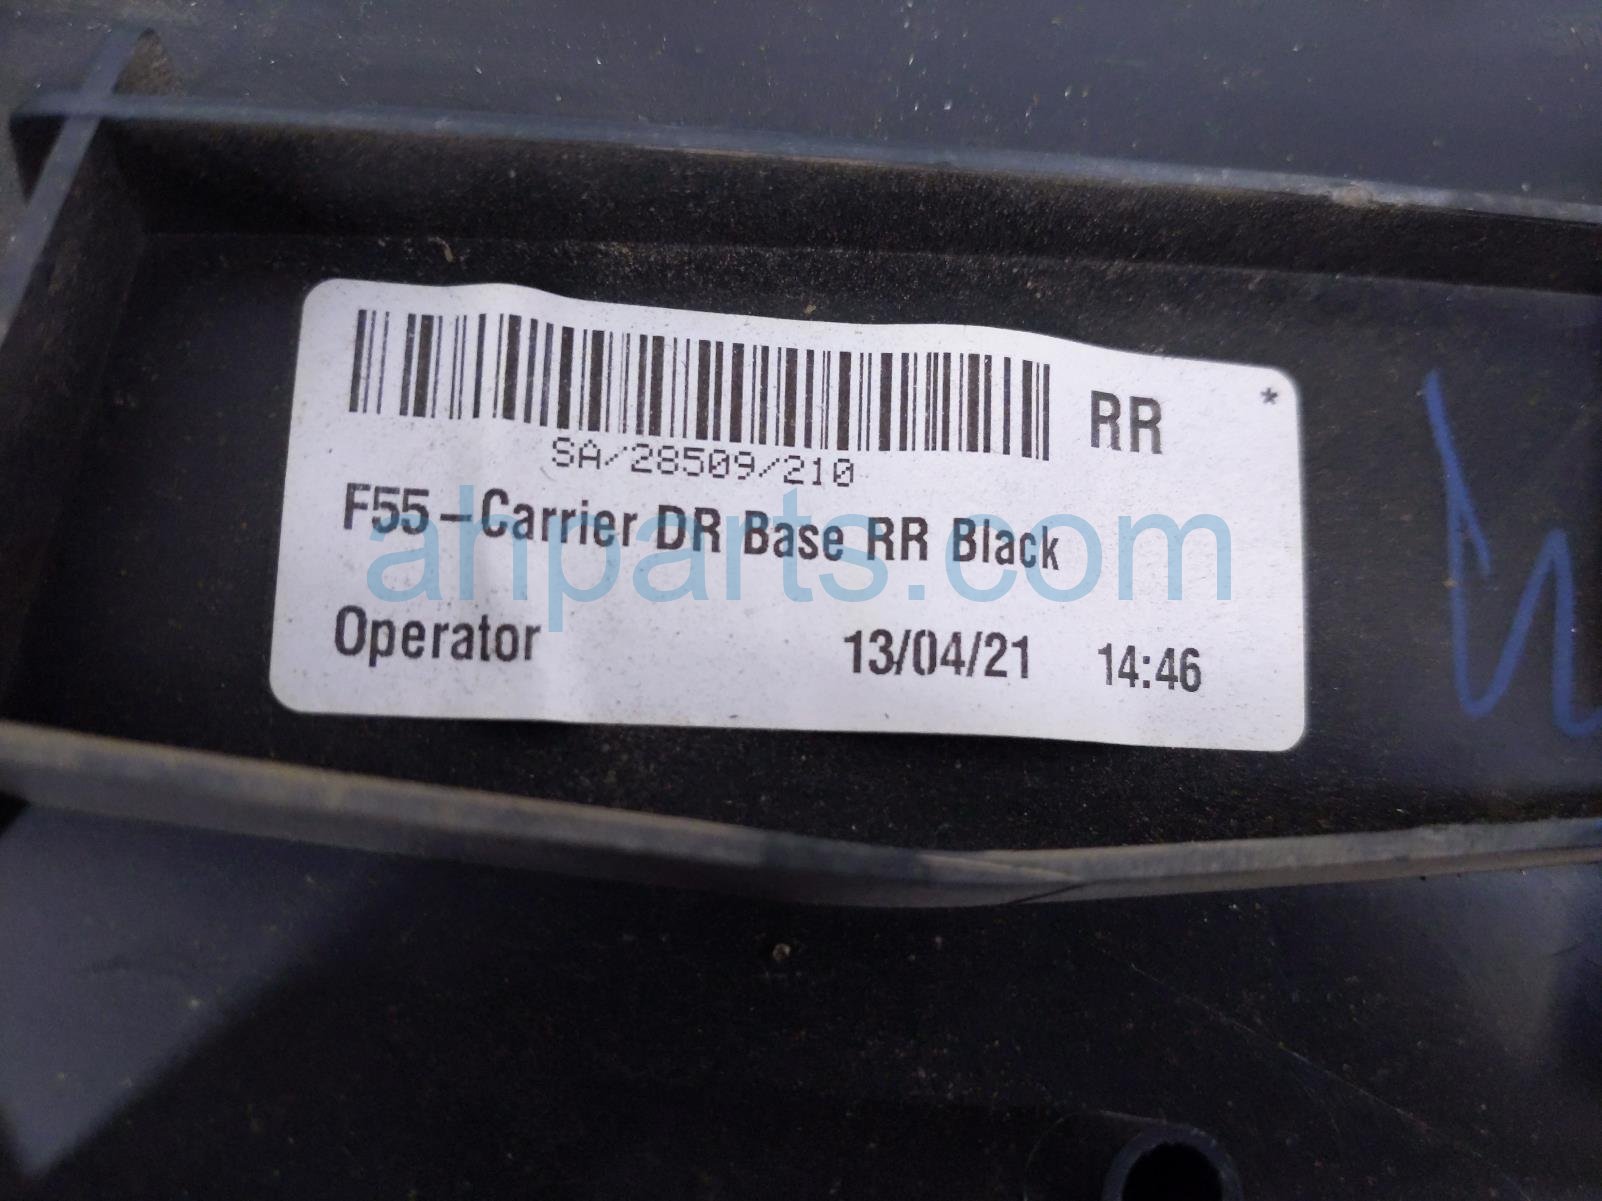 RR
*
SA/28509/210
F55-Carrier DR Base RR Black
ahparts.com
Operator 13/04/21 14:46